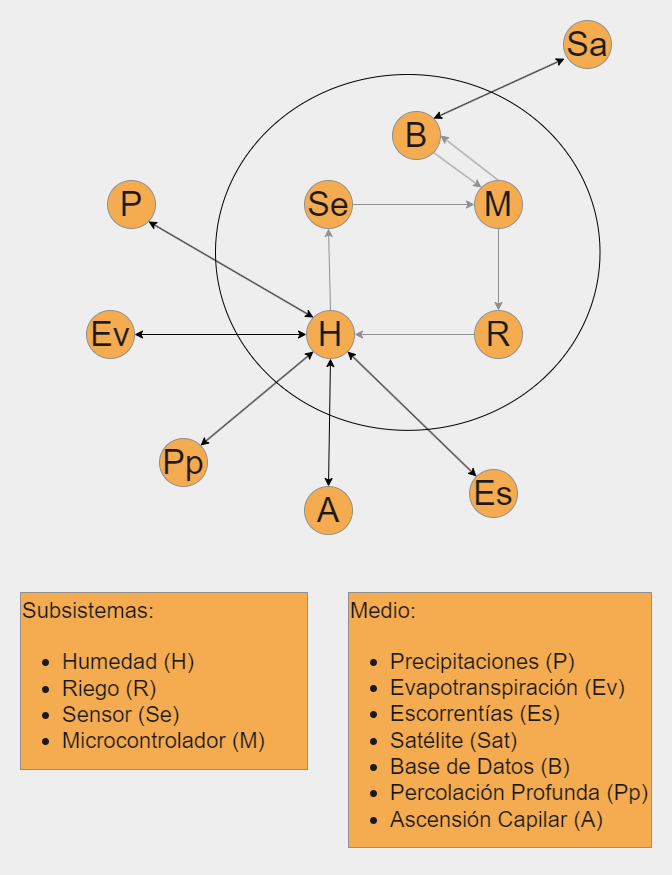 Sa
B
P
Se
M
Ev
H
R
Pp
Es
A
Subsistemas:
• Humedad (H)
• Riego (R)
• Sensor (Se)
• Microcontrolador (M)
Medio:
• Precipitaciones (P)
• Evapotranspiración (Ev)
• Escorrentías (Es)
• Satélite (Sat)
• Base de Datos (B)
• Percolación Profunda (Pp)
• Ascensión Capilar (A)